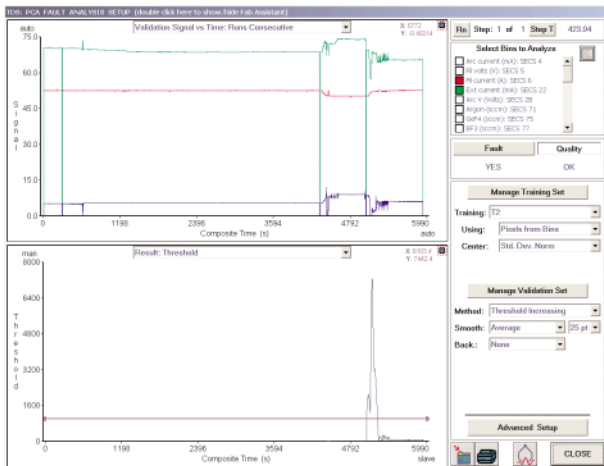 TDB: PCA FAULT ANALYSIS SETUP (double click here to show/hide Fab Assistant)
auto
Validation Signal vs Time: Runs Consecutive
X: 5772
Y: -0.40214
75.0
60.0
45.0
30.0
15.0
0.0
Signal
0
1198
2396
3594
4792
5990
Composite Time (s)
auto
man
Result: Threshold
Y: 7442.4
8000
6400
4800
3200
1600
0
Threshold
0
1198
2396
3594
4792
5990
Composite Time (s)
slave
Step: 1 of 1
Step T
423.94
Select Bins to Analyze
Arc current (mA): SECS 4
Fil volts (V): SECS 5
Fil current (A): SECS 6
Ext current (mA): SECS 22
Arc V (Volts): SECS 28
Argon (sccm): SECS 71
GeF4 (sccm): SECS 75
BF3 (sccm): SECS 77
Fault
Quality
YES
OK
Manage Training Set
Training: T2
Using: Pixels from Bins
Center: Std. Dev. Norm
Manage Validation Set
Method: Threshold Increasing
Smooth: Average
25 pt
Back.: None
Advanced Setup
CLOSE